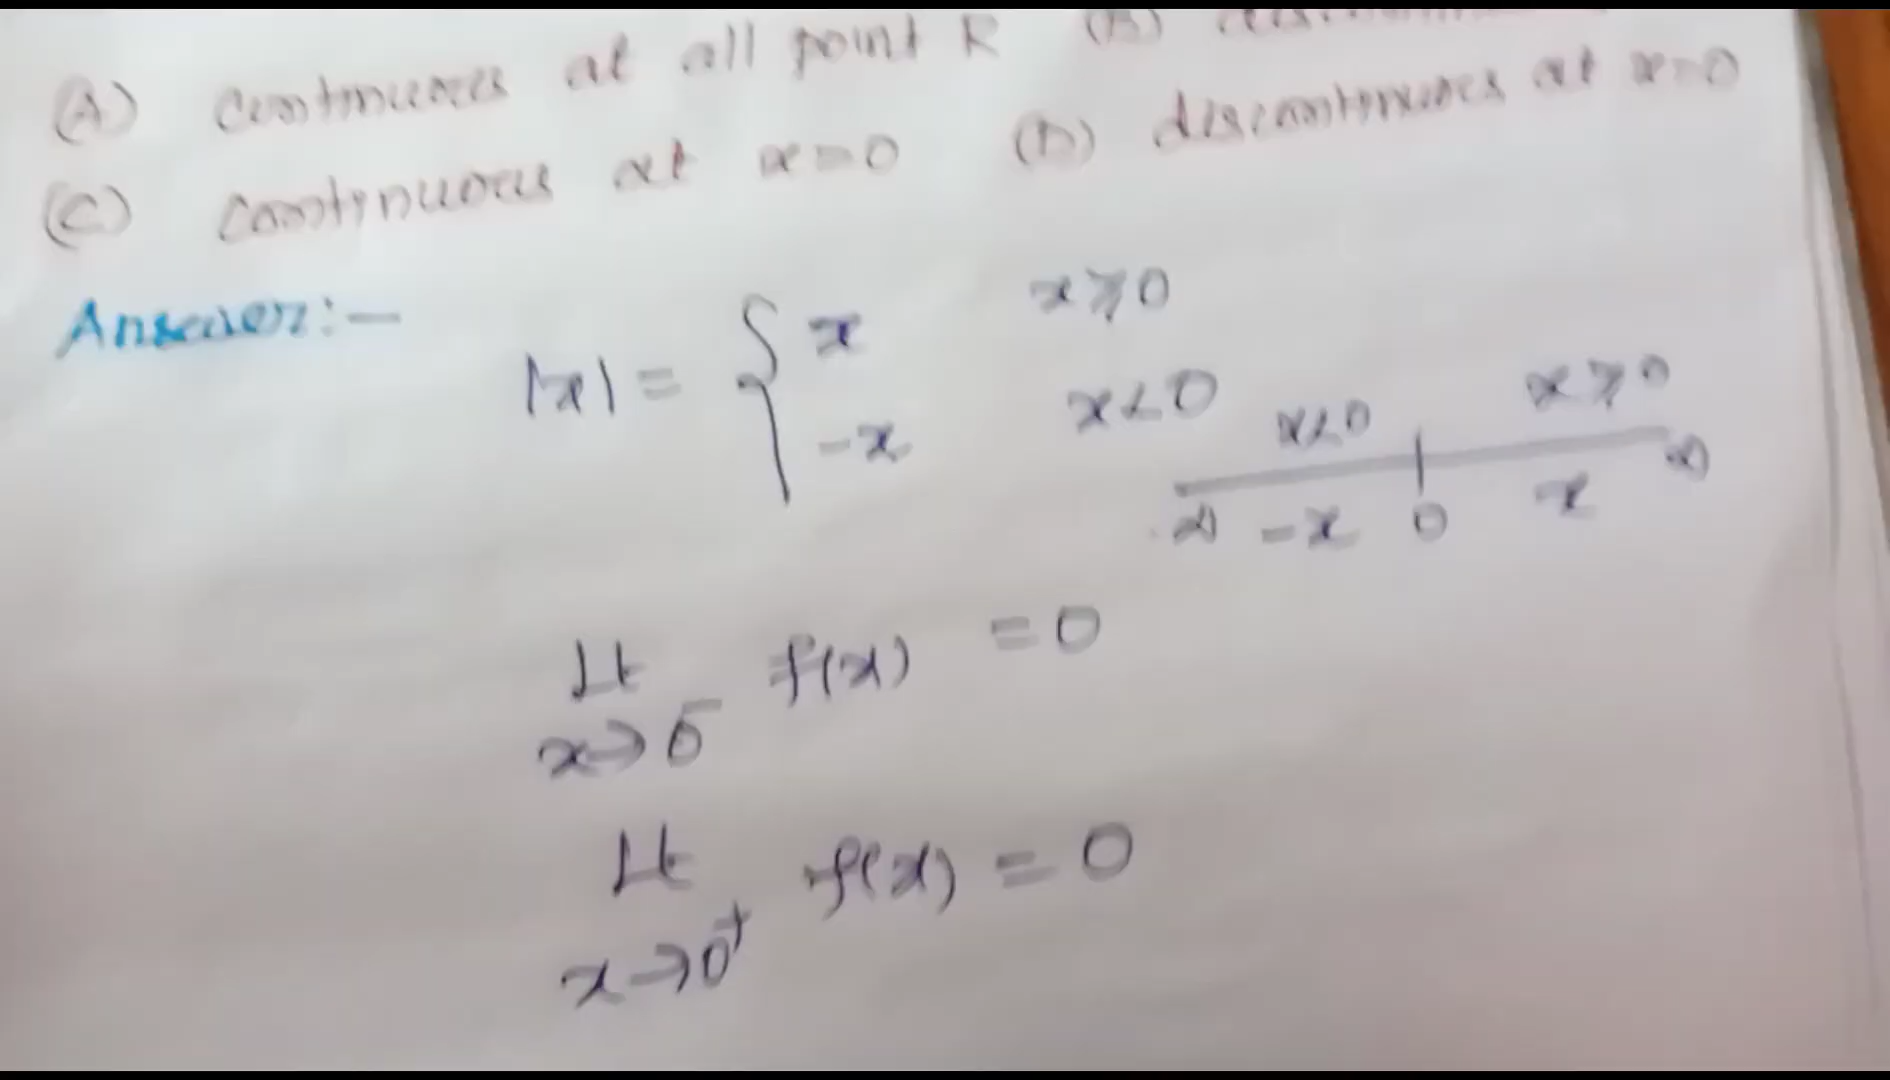 (A) continuous at all point R (B)
(C) continuous at x=0 (D) discontinuous at x=0
Answer:-
|x| = { x x≥0
-x x<0
x<0 x≥0
-∞ -x 0 x ∞
Lt f(x) = 0
x→0⁻
Lt f(x) = 0
x→0⁺